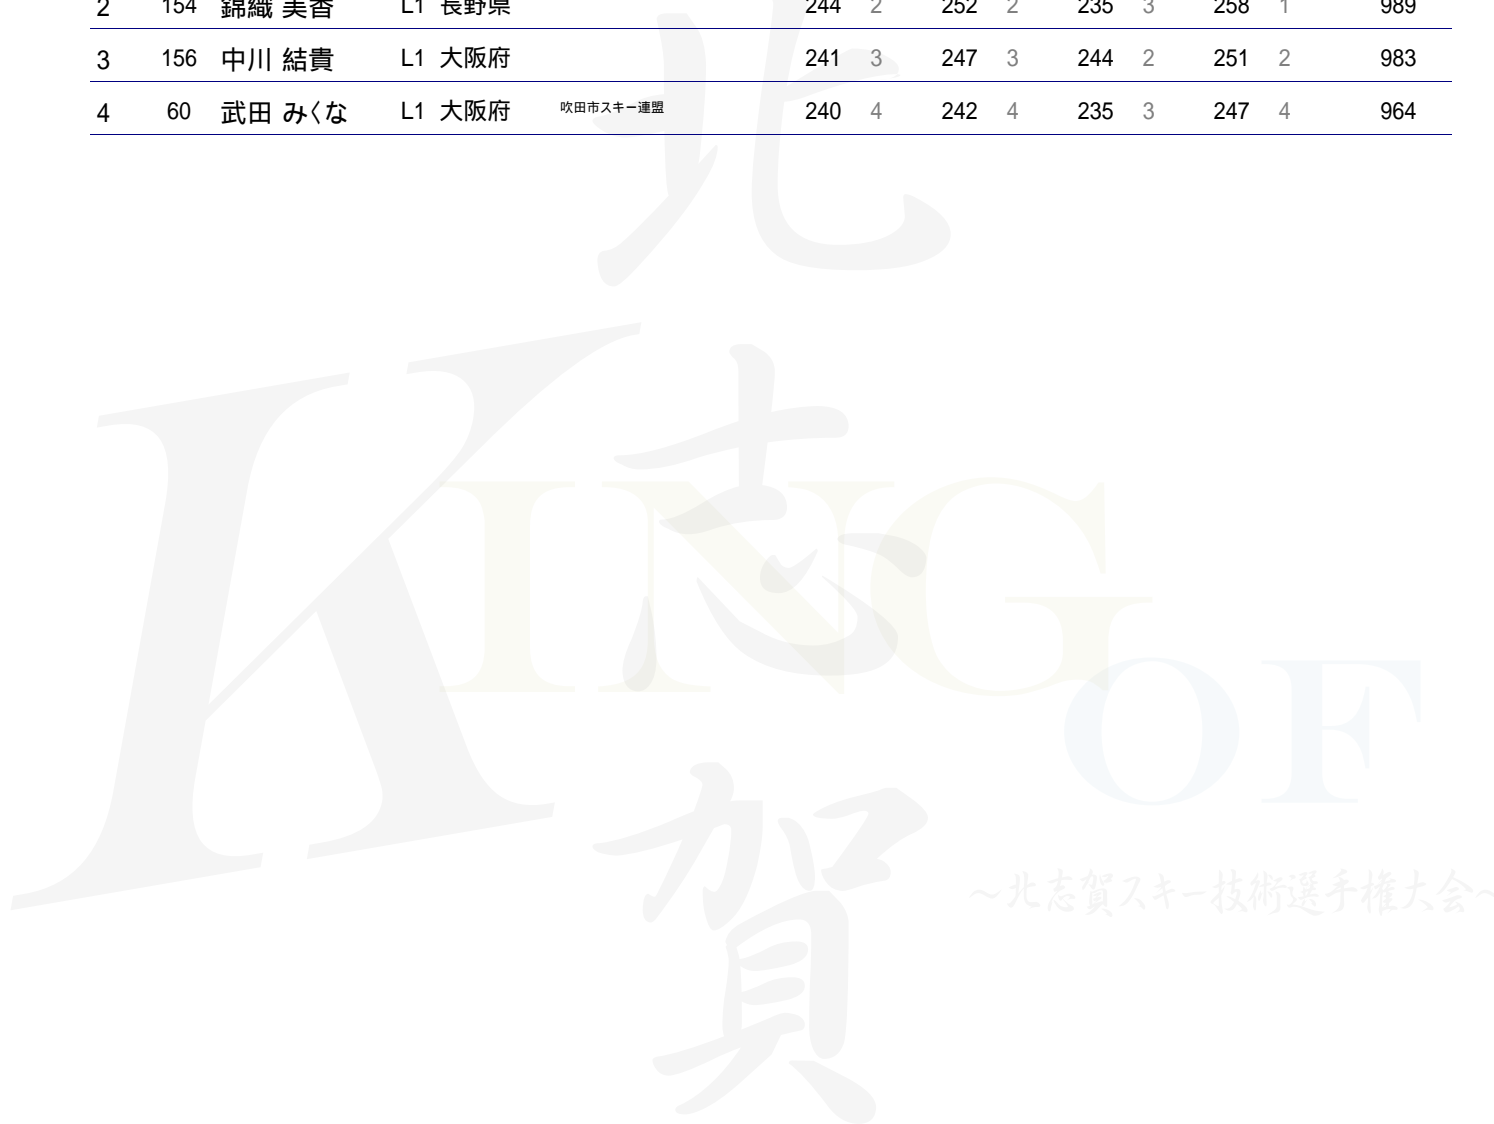 2 154 錦織 美香 L1 長野県 244 2 252 2 235 3 258 1 989
3 156 中川 結貴 L1 大阪府 241 3 247 3 244 2 251 2 983
4 60 武田 みくな L1 大阪府 吹田市スキー連盟 240 4 242 4 235 3 247 4 964
北志賀
KING
OF
～北志賀スキー技術選手権大会～